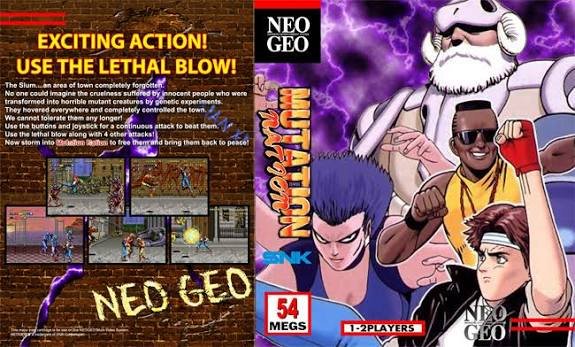 EXCITING ACTION!
USE THE LETHAL BLOW!
The Slum... an area of town completely forgotten.
No one could imagine the cruelness suffered by innocent people who were
transformed into horrible mutant creatures by genetic experiments.
They hovered everywhere and completely controlled the town.
We cannot tolerate them any longer!
Use the buttons and joystick for a continuous attack to beat them.
Use the lethal blow along with 4 other attacks!
Now storm into Mutation Nation to free them and bring them back to peace!
NEO GEO
NEO
GEO
MUTATION
NATION
SNK
54
MEGS
1-2PLAYERS
NEO
GEO